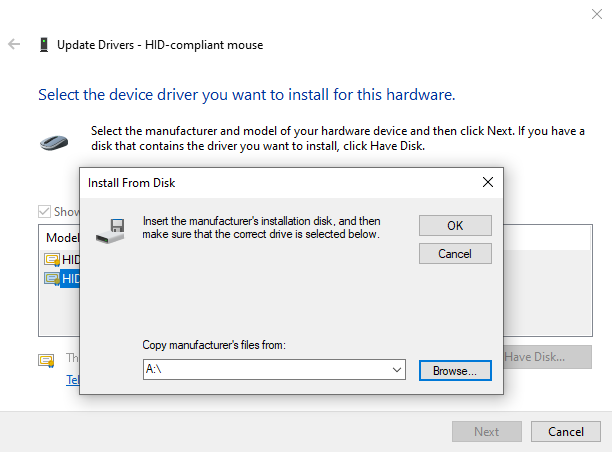 Update Drivers - HID-compliant mouse
Select the device driver you want to install for this hardware.
Select the manufacturer and model of your hardware device and then click Next. If you have a
disk that contains the driver you want to install, click Have Disk.
Install From Disk
Show
Insert the manufacturer's installation disk, and then
make sure that the correct drive is selected below.
OK
Cancel
Model
HID
HID
Copy manufacturer's files from:
A:\
Browse...
Th
Have Disk...
Tel
Next
Cancel